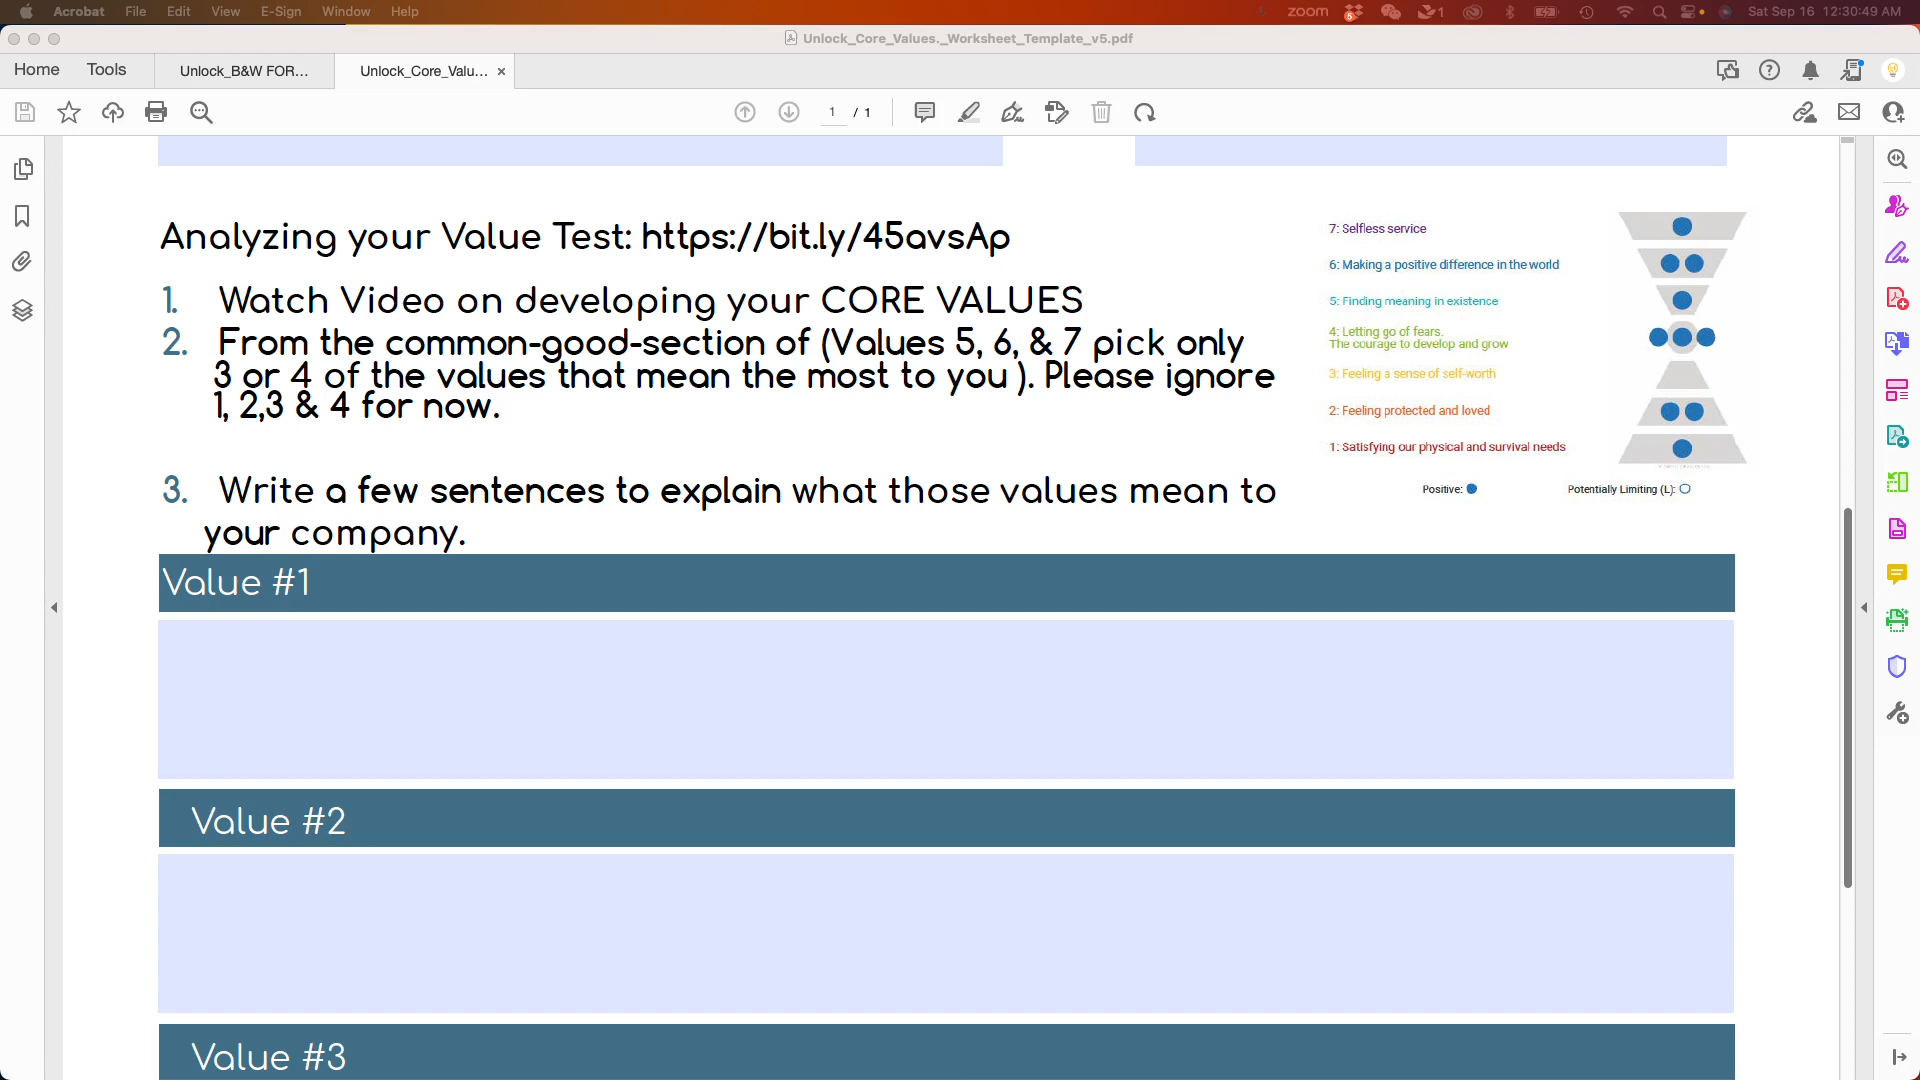 Acrobat File Edit View E-Sign Window Help zoom 5 1 Sat Sep 16 12:30:49 AM
Unlock_Core_Values._Worksheet_Template_v5.pdf
Home Tools Unlock_B&W FOR... Unlock_Core_Valu... ×
1 / 1
Analyzing your Value Test: https://bit.ly/45avsAp
1. Watch Video on developing your CORE VALUES
2. From the common-good-section of (Values 5, 6, & 7 pick only
3 or 4 of the values that mean the most to you ). Please ignore
1, 2,3 & 4 for now.
3. Write a few sentences to explain what those values mean to
your company.
7: Selfless service
6: Making a positive difference in the world
5: Finding meaning in existence
4: Letting go of fears.
The courage to develop and grow
3: Feeling a sense of self-worth
2: Feeling protected and loved
1: Satisfying our physical and survival needs
Positive: Potentially Limiting (L):
Value #1
Value #2
Value #3